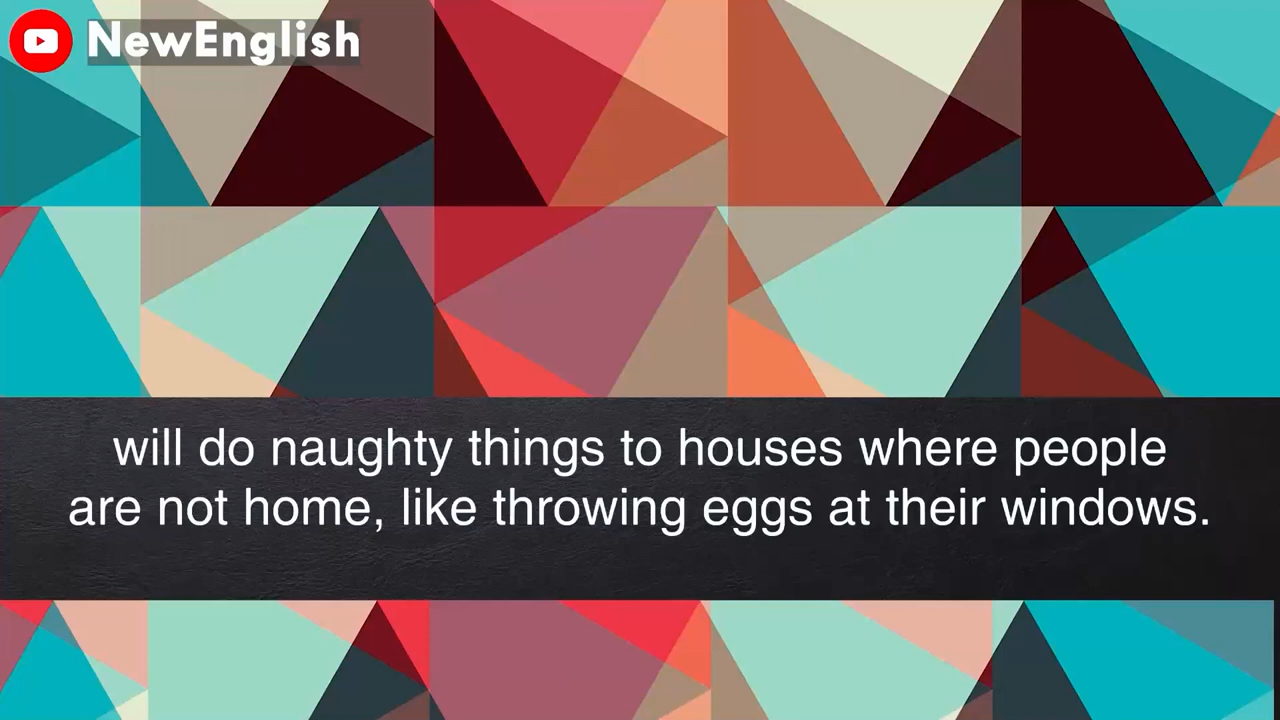 NewEnglish
will do naughty things to houses where people
are not home, like throwing eggs at their windows.